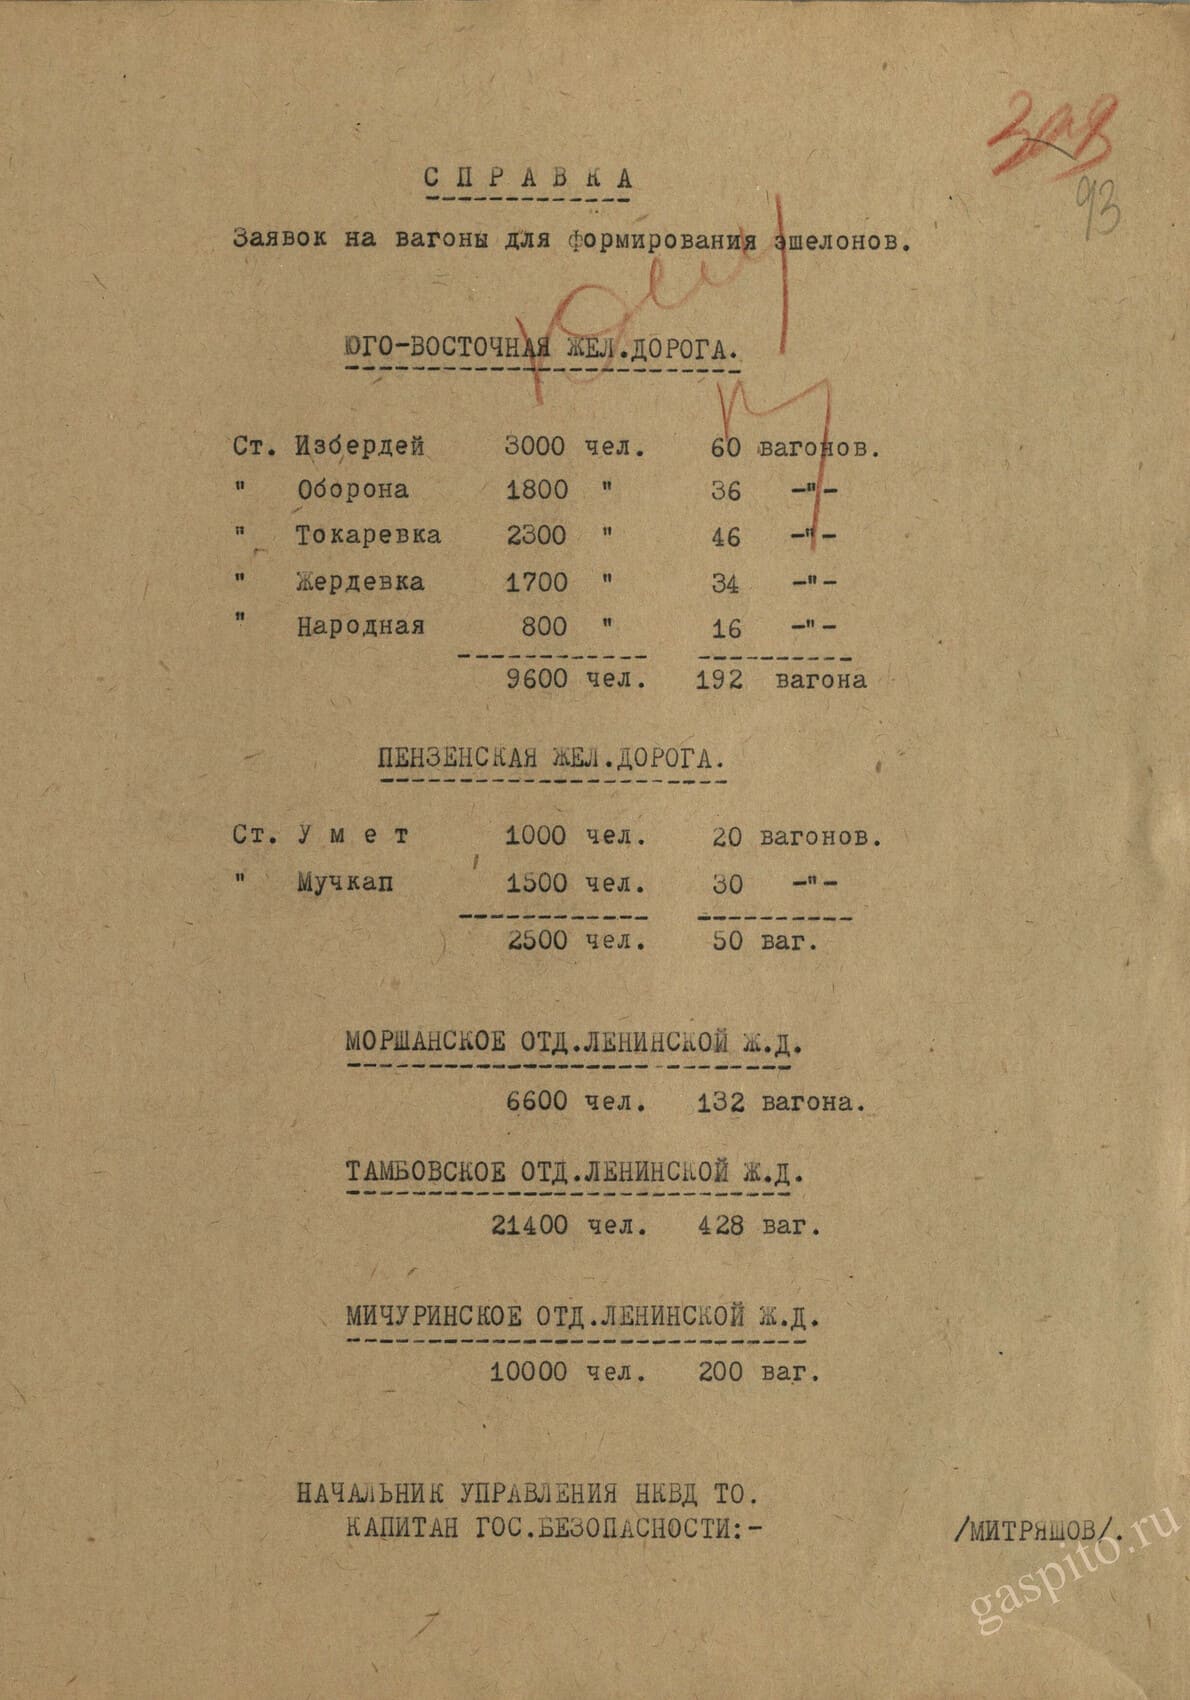 93
СПРАВКА
Заявок на вагоны для формирования эшелонов.
ЮГО-ВОСТОЧНАЯ ЖЕЛ.ДОРОГА.
Ст. Избердей 3000 чел. 60 вагонов.
" Оборона 1800 " 36 -"-
" Токаревка 2300 " 46 -"-
" Жердевка 1700 " 34 -"-
" Народная 800 " 16 -"-
9600 чел. 192 вагона
ПЕНЗЕНСКАЯ ЖЕЛ.ДОРОГА.
Ст. Умет 1000 чел. 20 вагонов.
" Мучкап 1500 чел. 30 -"-
2500 чел. 50 ваг.
МОРШАНСКОЕ ОТД.ЛЕНИНСКОЙ Ж.Д.
6600 чел. 132 вагона.
ТАМБОВСКОЕ ОТД.ЛЕНИНСКОЙ Ж.Д.
21400 чел. 428 ваг.
МИЧУРИНСКОЕ ОТД.ЛЕНИНСКОЙ Ж.Д.
10000 чел. 200 ваг.
НАЧАЛЬНИК УПРАВЛЕНИЯ НКВД ТО.
КАПИТАН ГОС.БЕЗОПАСНОСТИ:- /МИТРЯШОВ/.
gaspito.ru